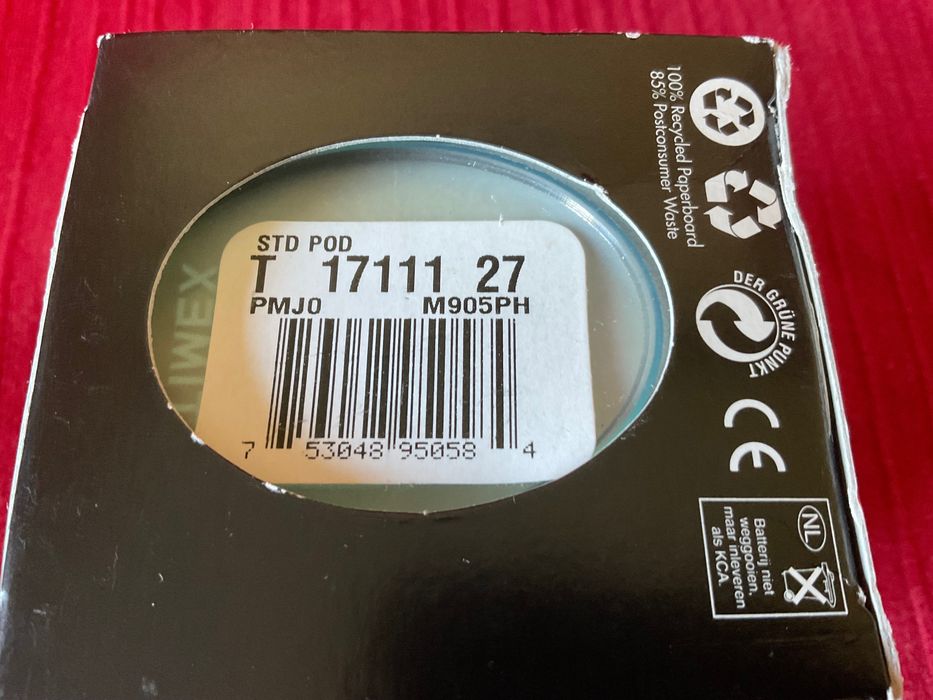 STD POD
T 17111 27
PMJ0 M905PH
7 53048 95058 4
100% Recycled Paperboard
85% Postconsumer Waste
DER GRÜNE PUNKT
CE
NL
Batterij niet
weggooien,
maar inleveren
als KCA.